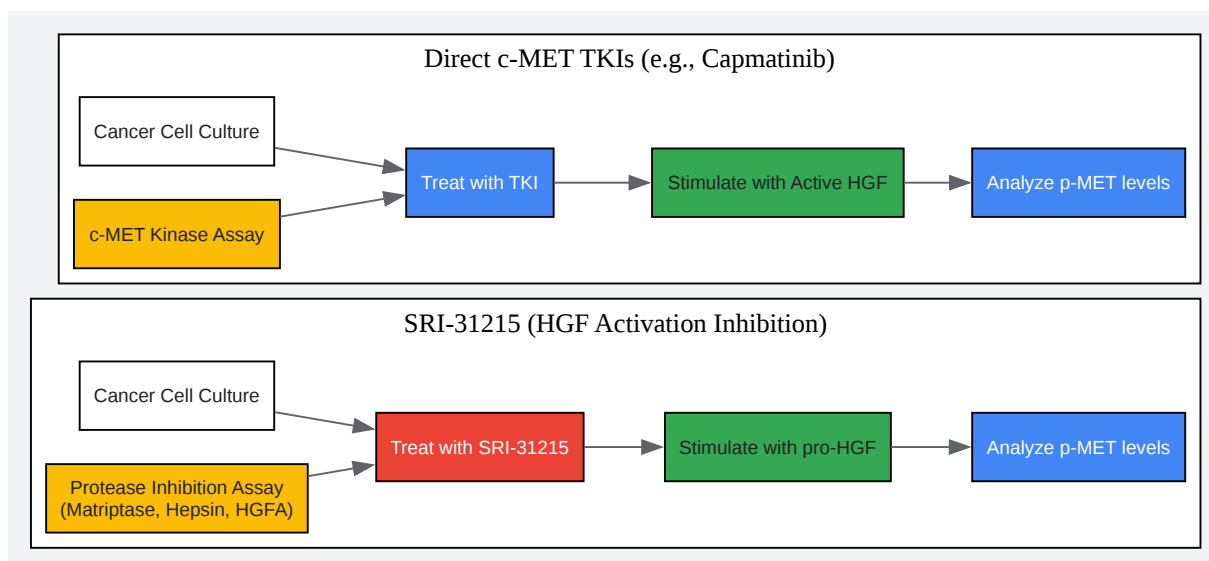 Direct c-MET TKIs (e.g., Capmatinib)
Cancer Cell Culture
c-MET Kinase Assay
Treat with TKI
Stimulate with Active HGF
Analyze p-MET levels
SRI-31215 (HGF Activation Inhibition)
Cancer Cell Culture
Protease Inhibition Assay
(Matriptase, Hepsin, HGFA)
Treat with SRI-31215
Stimulate with pro-HGF
Analyze p-MET levels